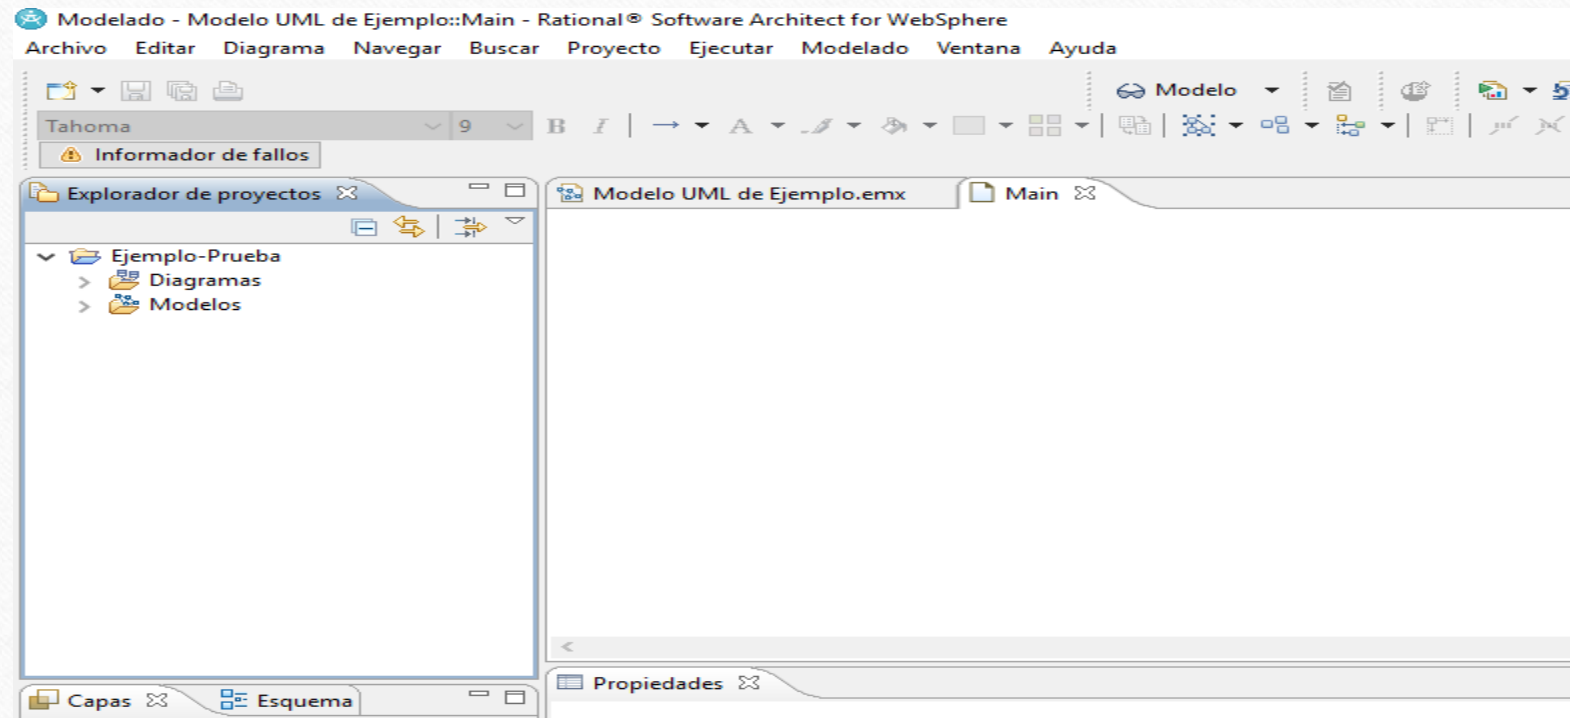 Modelado - Modelo UML de Ejemplo::Main - Rational® Software Architect for WebSphere
Archivo Editar Diagrama Navegar Buscar Proyecto Ejecutar Modelado Ventana Ayuda
Modelo
Tahoma 9 B I A
Informador de fallos
Explorador de proyectos
Modelo UML de Ejemplo.emx Main
Ejemplo-Prueba
Diagramas
Modelos
Propiedades
Capas Esquema